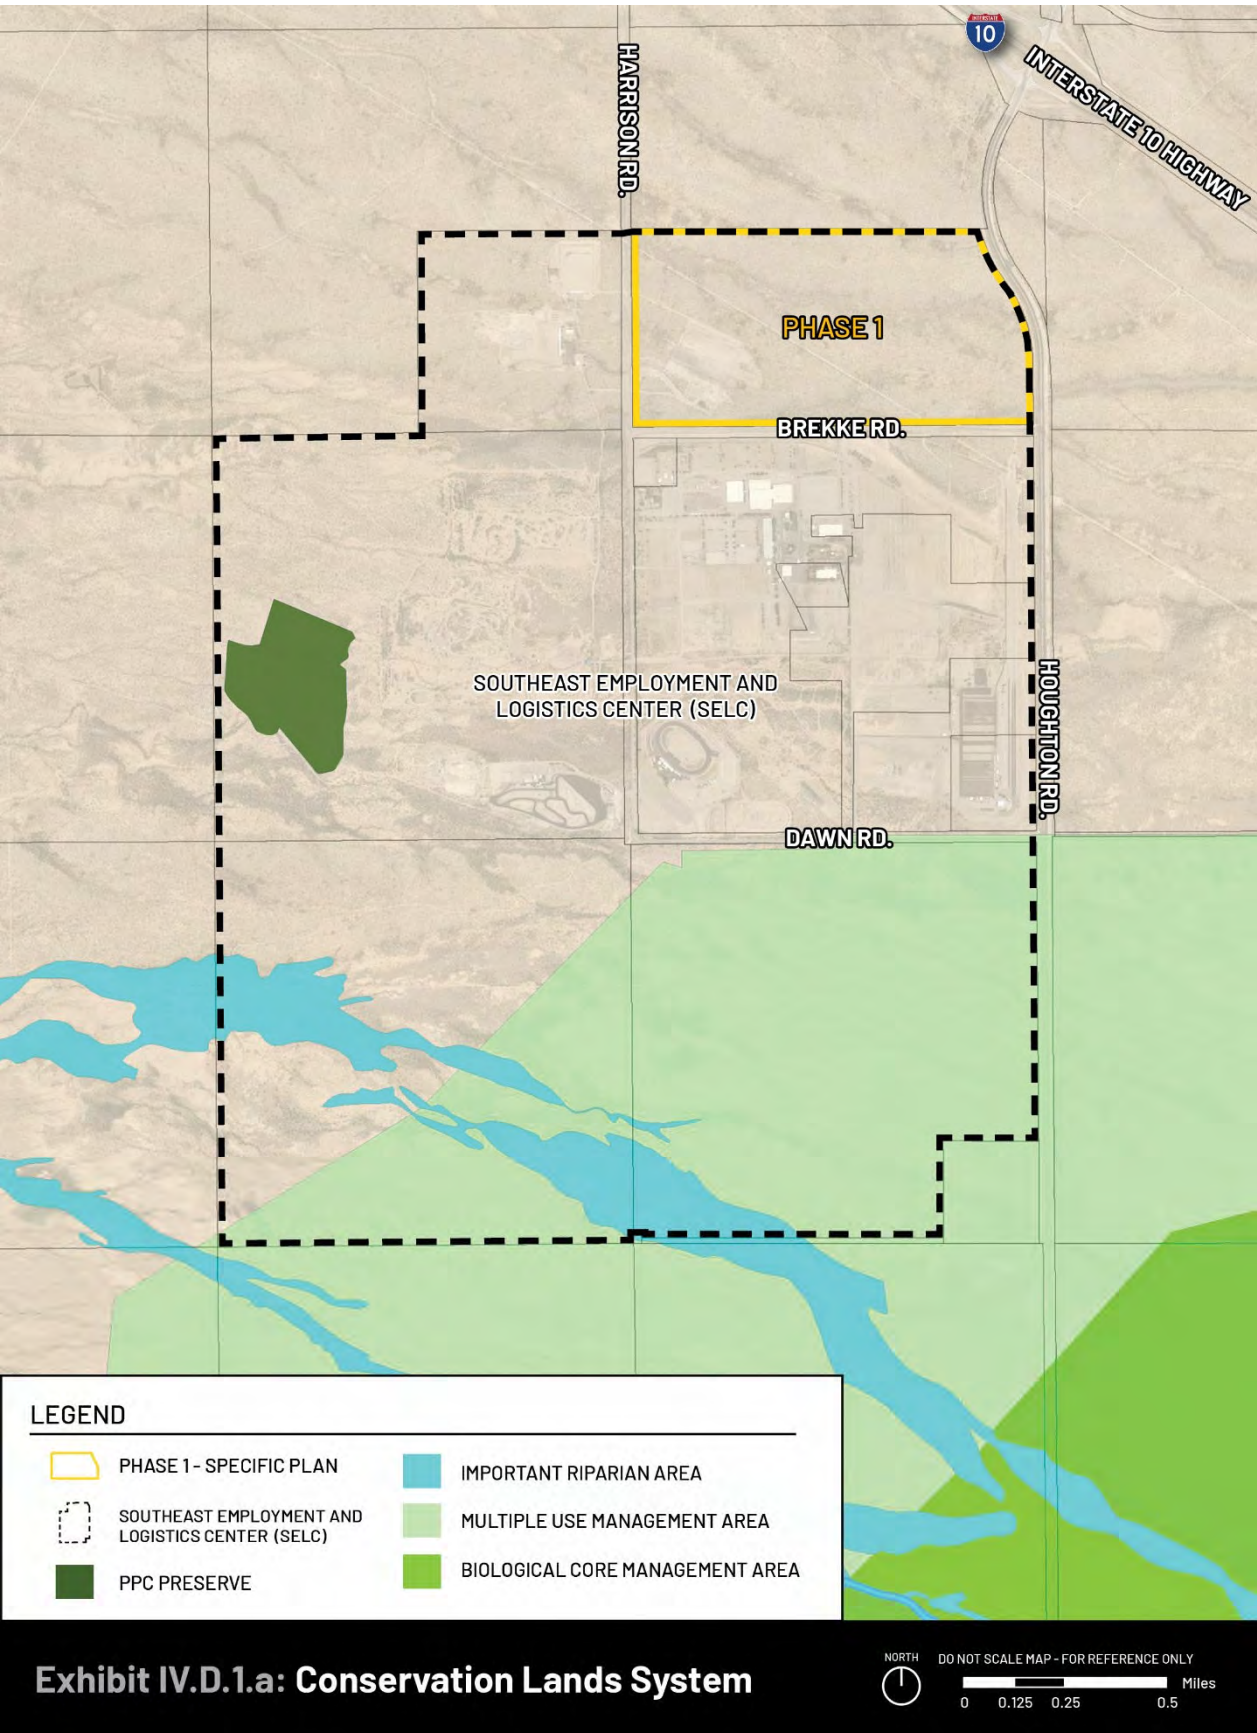 INTERSTATE
10
INTERSTATE 10 HIGHWAY
HARRISON RD.
PHASE 1
BREKKE RD.
SOUTHEAST EMPLOYMENT AND
LOGISTICS CENTER (SELC)
HOUGHTON RD.
DAWN RD.
LEGEND
PHASE 1 - SPECIFIC PLAN
SOUTHEAST EMPLOYMENT AND
LOGISTICS CENTER (SELC)
PPC PRESERVE
IMPORTANT RIPARIAN AREA
MULTIPLE USE MANAGEMENT AREA
BIOLOGICAL CORE MANAGEMENT AREA
Exhibit IV.D.1.a: Conservation Lands System
NORTH
DO NOT SCALE MAP - FOR REFERENCE ONLY
Miles
0 0.125 0.25 0.5